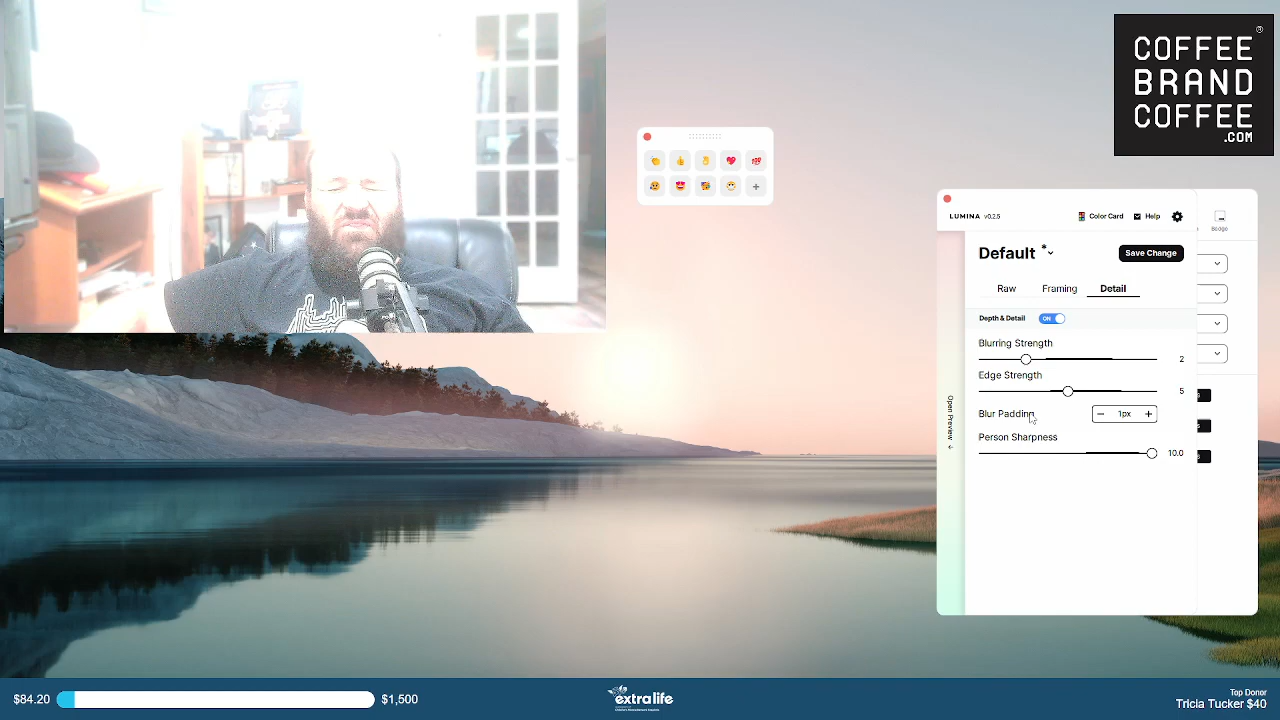 COFFEE
BRAND
COFFEE
.COM
®
LUMINA v0.2.5
Color Card
Help
Badge
Default *
Save Change
Raw
Framing
Detail
Depth & Detail
ON
Blurring Strength
2
Edge Strength
5
Blur Padding
1px
Person Sharpness
10.0
Open Preview
$84.20
$1,500
extralife
Top Donor
Tricia Tucker $40